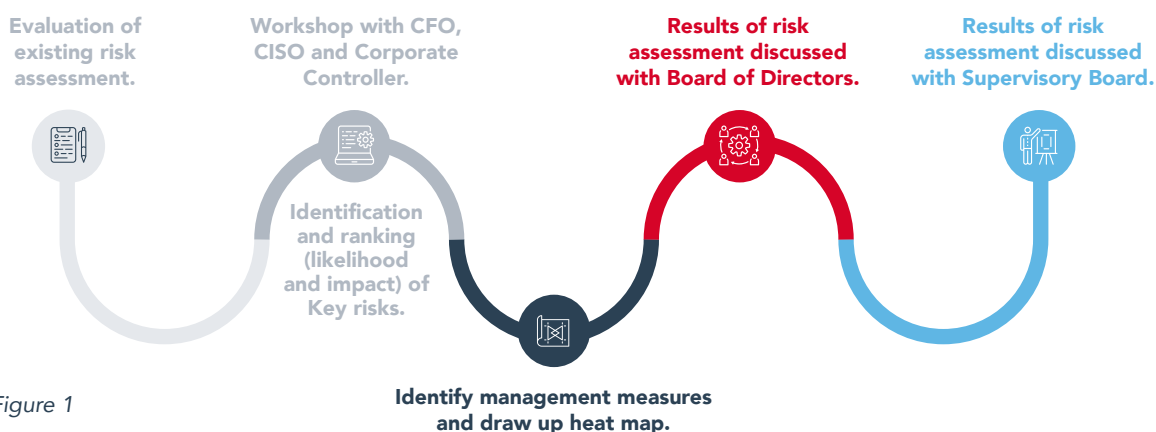 Evaluation of
existing risk
assessment.
Workshop with CFO,
CISO and Corporate
Controller.
Identification
and ranking
(likelihood
and impact) of
Key risks.
Identify management measures
and draw up heat map.
Results of risk
assessment discussed
with Board of Directors.
Results of risk
assessment discussed
with Supervisory Board.
Figure 1